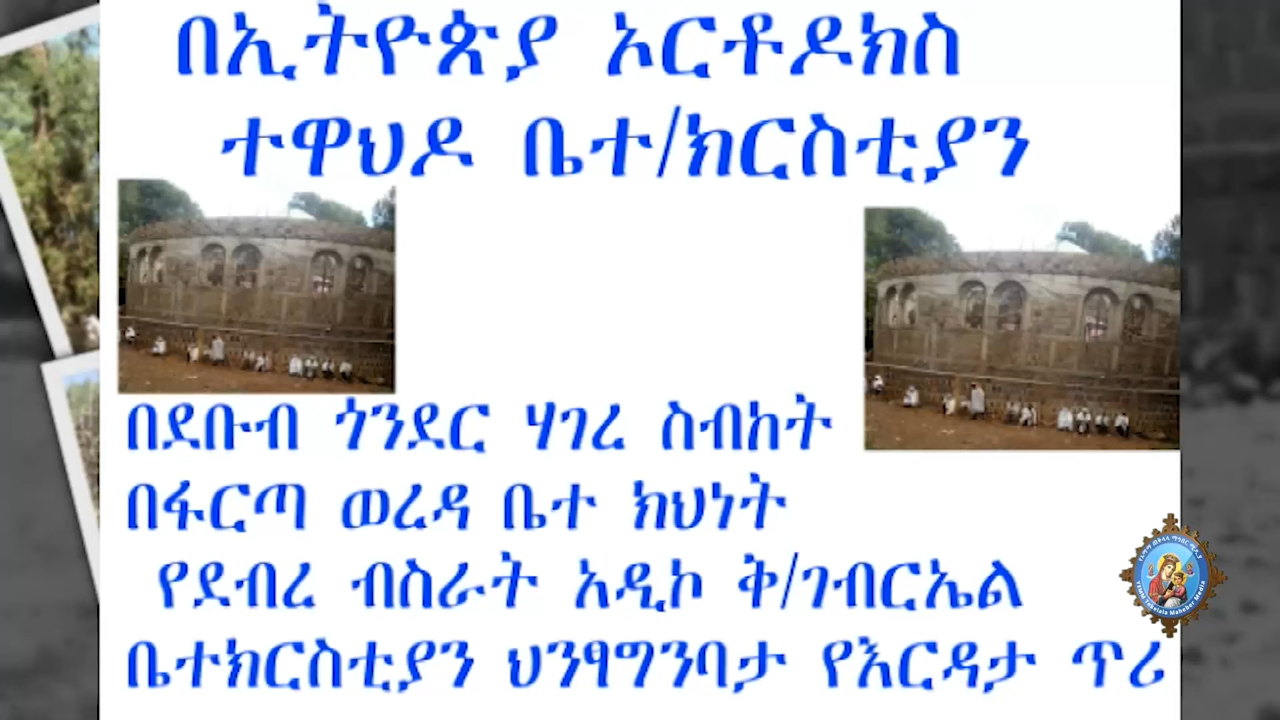 በኢትዮጵያ ኦርቶዶክስ
ተዋህዶ ቤተ/ክርስቲያን
በደቡብ ጎንደር ሃገረ ስብከት
በፋርጣ ወረዳ ቤተ ክህነት
የደብረ ብስራት አዲኮ ቅ/ገብርኤል
ቤተክርስቲያን ህንፃግንባታ የእርዳታ ጥሪ